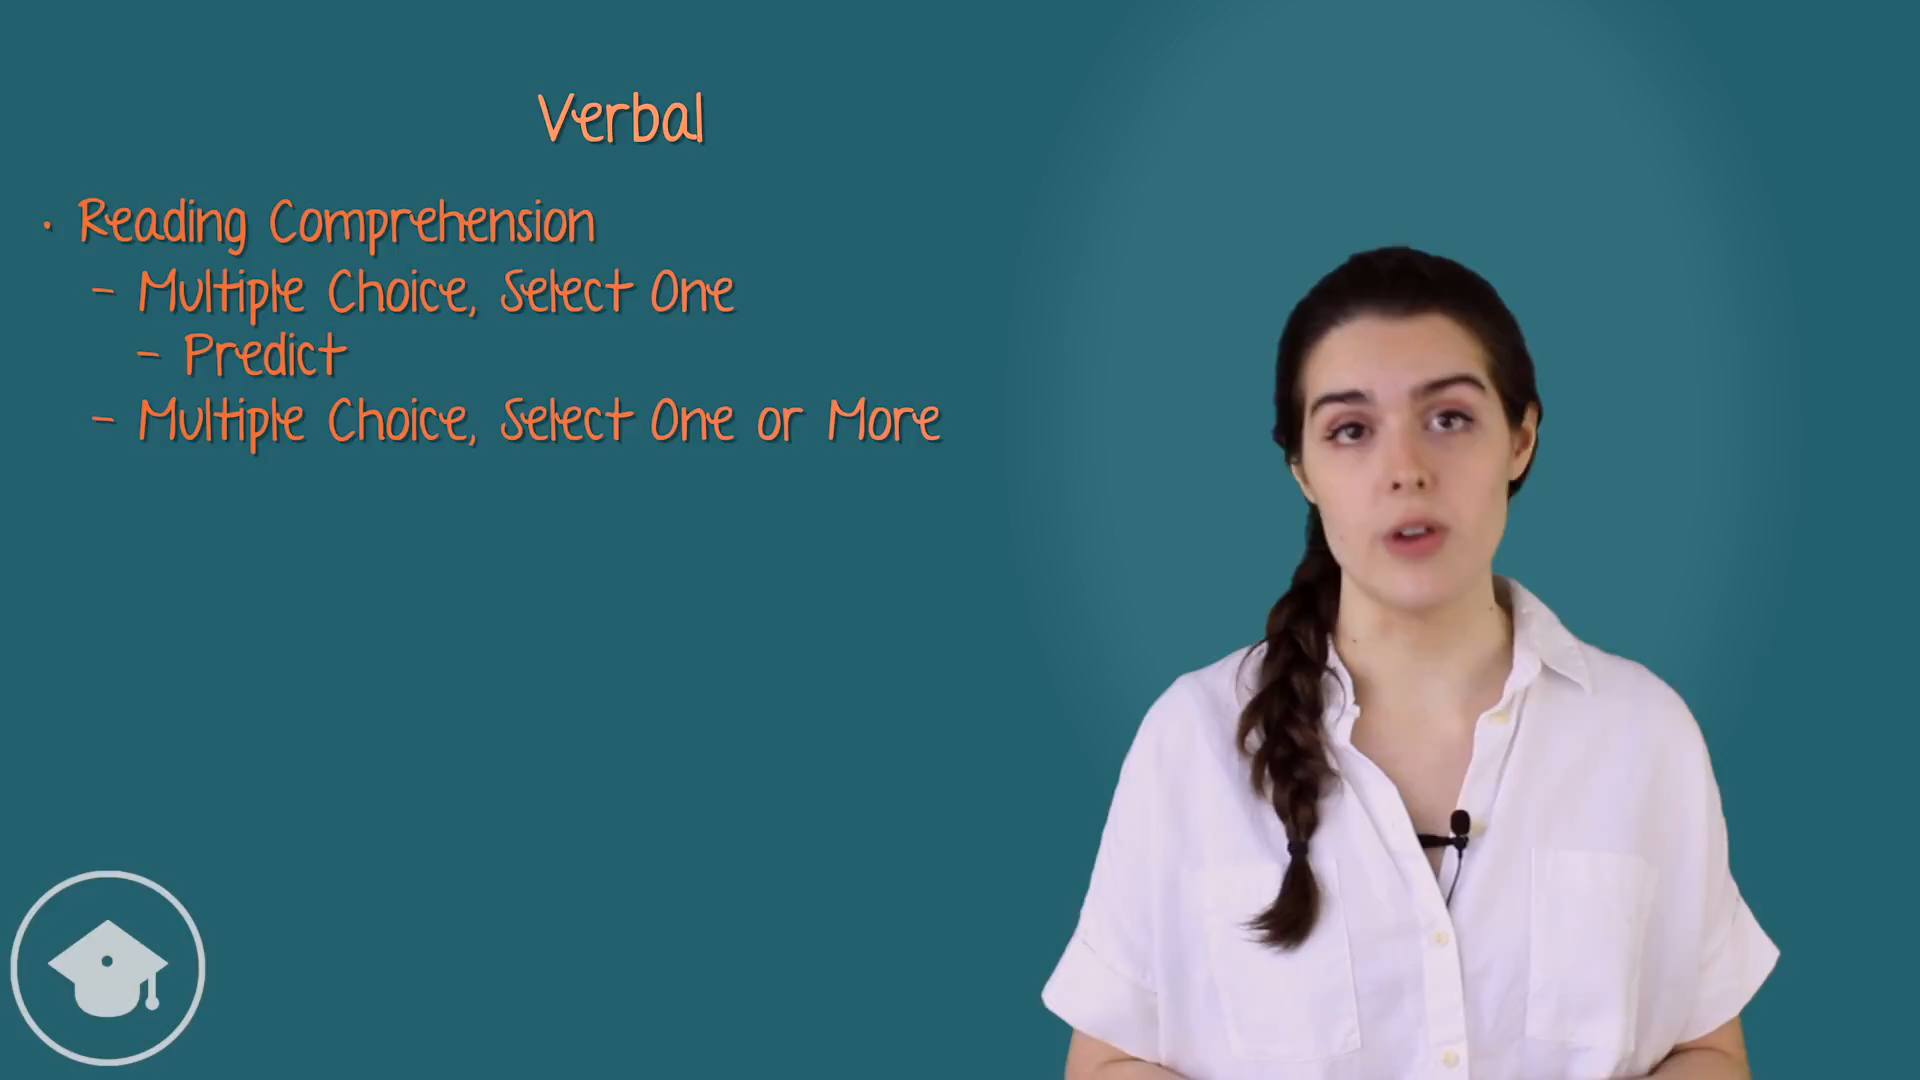 Verbal
• Reading Comprehension
– Multiple Choice, Select One
– Predict
– Multiple Choice, Select One or More